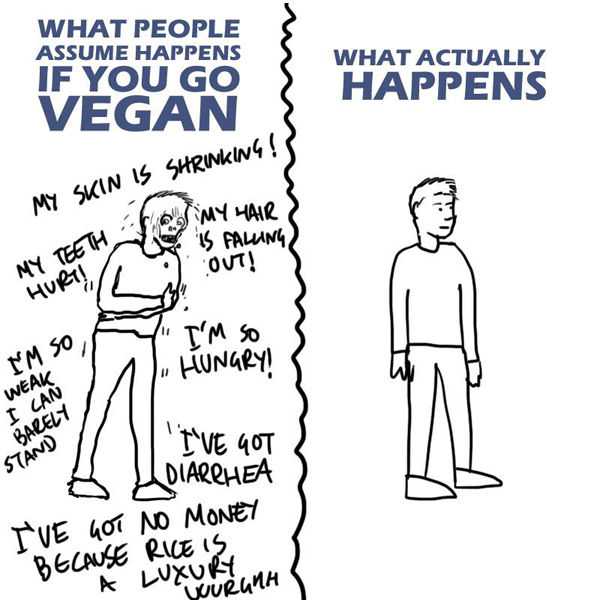 WHAT PEOPLE
ASSUME HAPPENS
IF YOU GO
VEGAN
MY SKIN IS SHRINKING!
MY TEETH
HURT!
MY HAIR
IS FALLING
OUT!
I'M SO
WEAK
I CAN
BARELY
STAND
I'M SO
HUNGRY!
I'VE GOT
DIARRHEA
I'VE GOT NO MONEY
BECAUSE RICE IS
A LUXURY
UUURGHH
WHAT ACTUALLY
HAPPENS